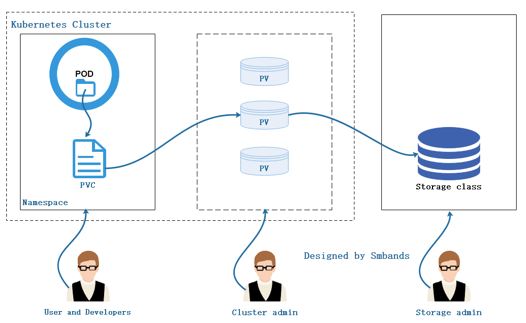 Kubernetes Cluster
POD
PV
PV
PV
PVC
Namespace
Storage class
Designed by Smbands
User and Developers
Cluster admin
Storage admin